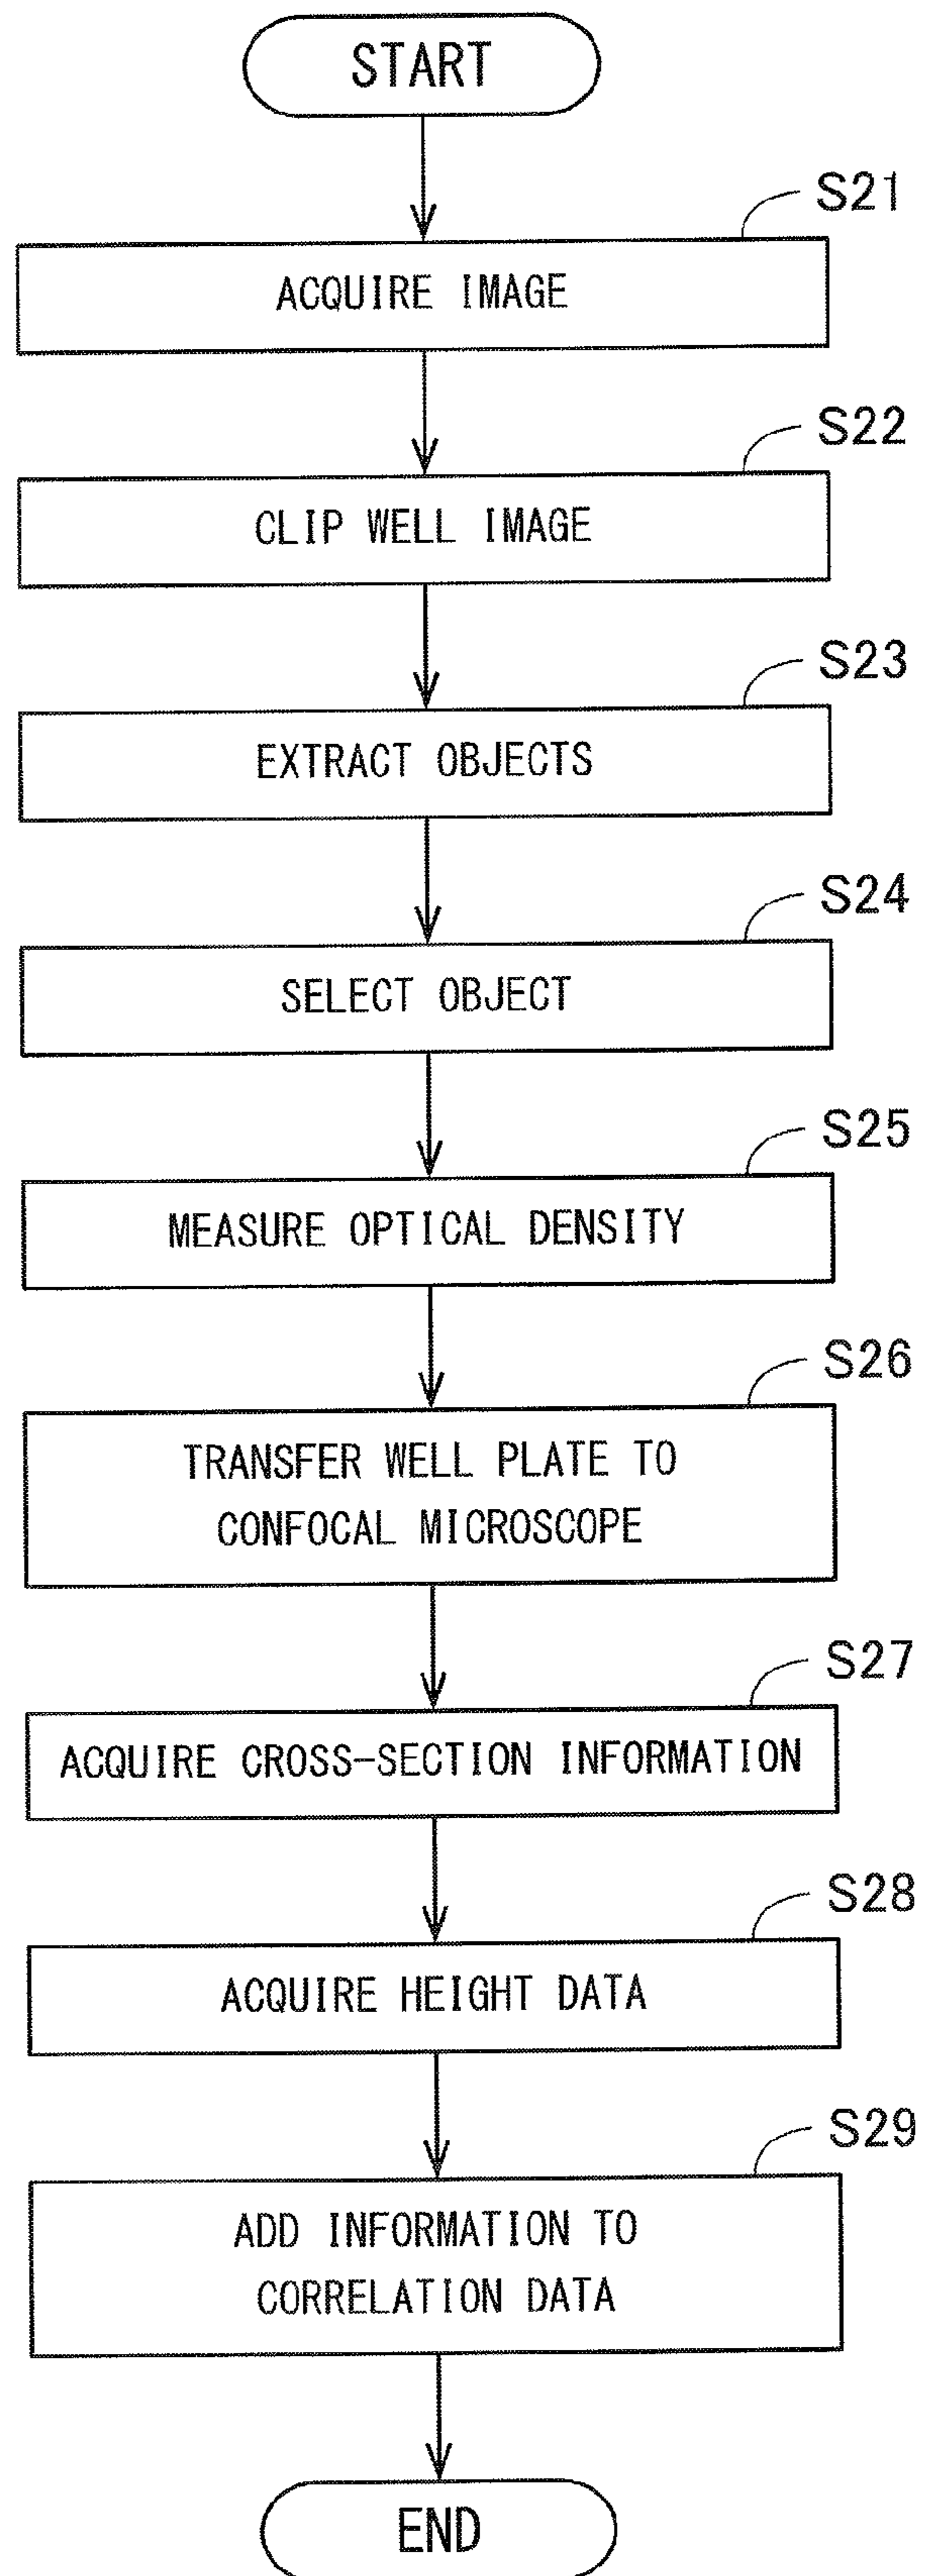 START
S21
ACQUIRE IMAGE
S22
CLIP WELL IMAGE
S23
EXTRACT OBJECTS
S24
SELECT OBJECT
S25
MEASURE OPTICAL DENSITY
S26
TRANSFER WELL PLATE TO
CONFOCAL MICROSCOPE
S27
ACQUIRE CROSS-SECTION INFORMATION
S28
ACQUIRE HEIGHT DATA
S29
ADD INFORMATION TO
CORRELATION DATA
END